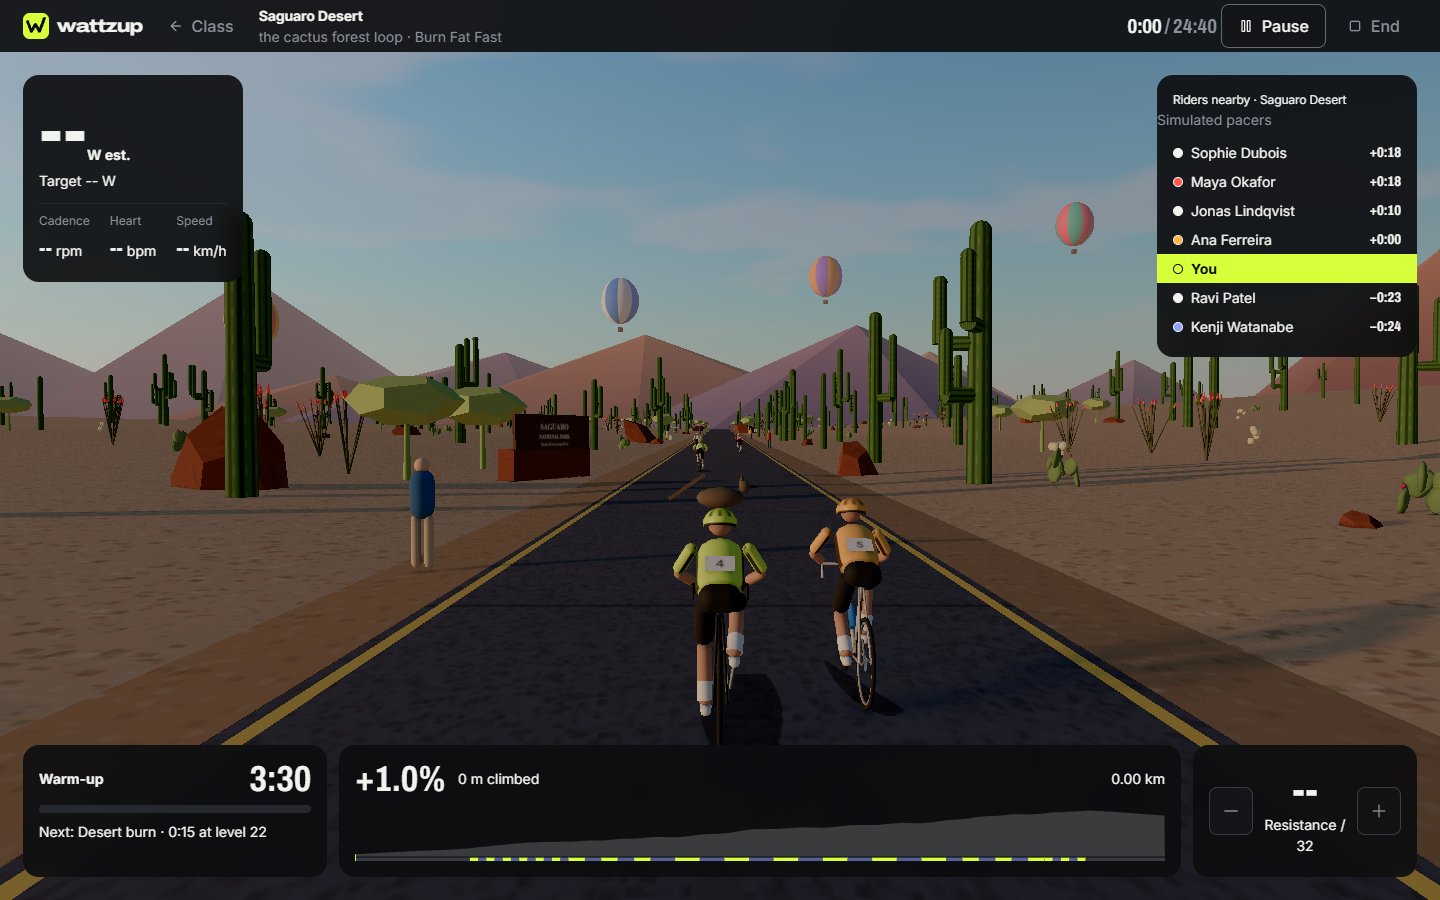 wattzup
← Class
Saguaro Desert
the cactus forest loop · Burn Fat Fast
0:00 / 24:40
Pause
End
--
W est.
Target -- W
Cadence Heart Speed
-- rpm -- bpm -- km/h
Riders nearby · Saguaro Desert
Simulated pacers
Sophie Dubois +0:18
Maya Okafor +0:18
Jonas Lindqvist +0:10
Ana Ferreira +0:00
You
Ravi Patel −0:23
Kenji Watanabe −0:24
SAGUARO
NATIONAL PARK
4
5
Warm-up 3:30
Next: Desert burn · 0:15 at level 22
+1.0% 0 m climbed 0.00 km
--
Resistance /
32